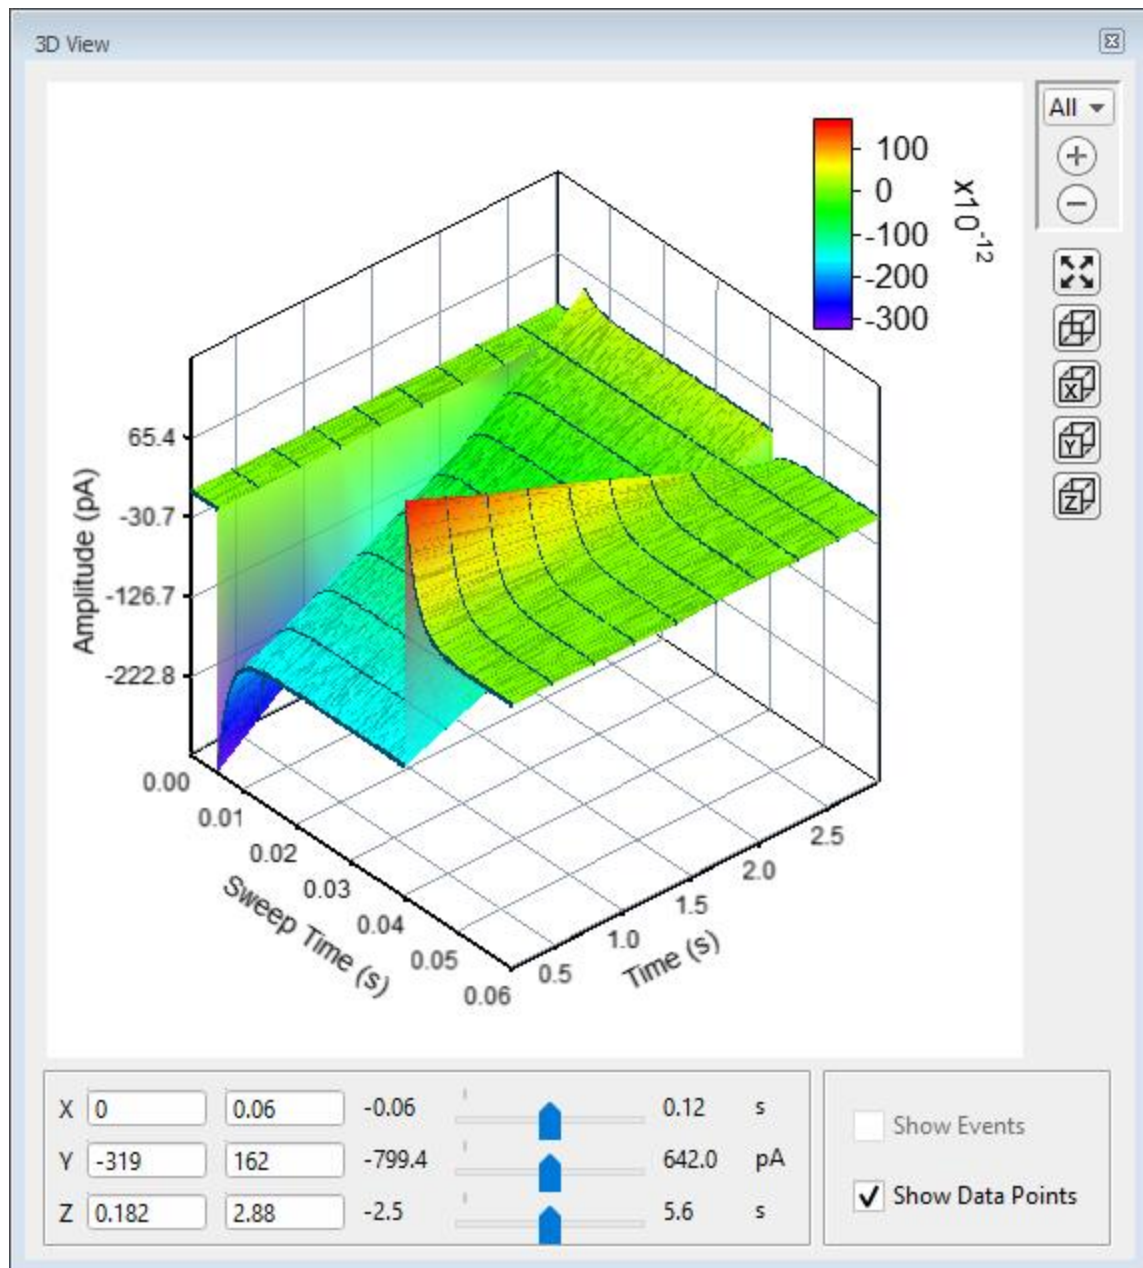 3D View
All
100
0
-100
-200
-300
x10-12
65.4
-30.7
-126.7
-222.8
Amplitude (pA)
0.00
0.01
0.02
0.03
0.04
0.05
0.06
Sweep Time (s)
0.5
1.0
1.5
2.0
2.5
Time (s)
X
Y
Z
X 0 0.06 -0.06 0.12 s
Y -319 162 -799.4 642.0 pA
Z 0.182 2.88 -2.5 5.6 s
Show Events
Show Data Points